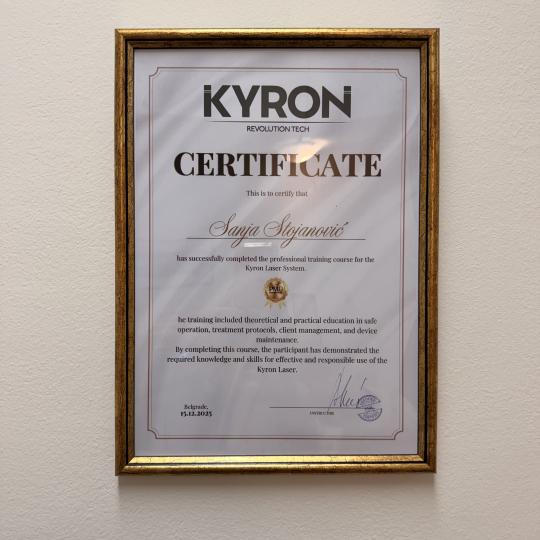 KYRON
REVOLUTION TECH
CERTIFICATE
This is to certify that
Sanja Stojanović
has successfully completed the professional training course for the
Kyron Laser System.
he training included theoretical and practical education in safe
operation, treatment protocols, client management, and device
maintenance.
By completing this course, the participant has demonstrated the
required knowledge and skills for effective and responsible use of the
Kyron Laser.
Belgrade,
15.12.2025
INSTRUCTOR